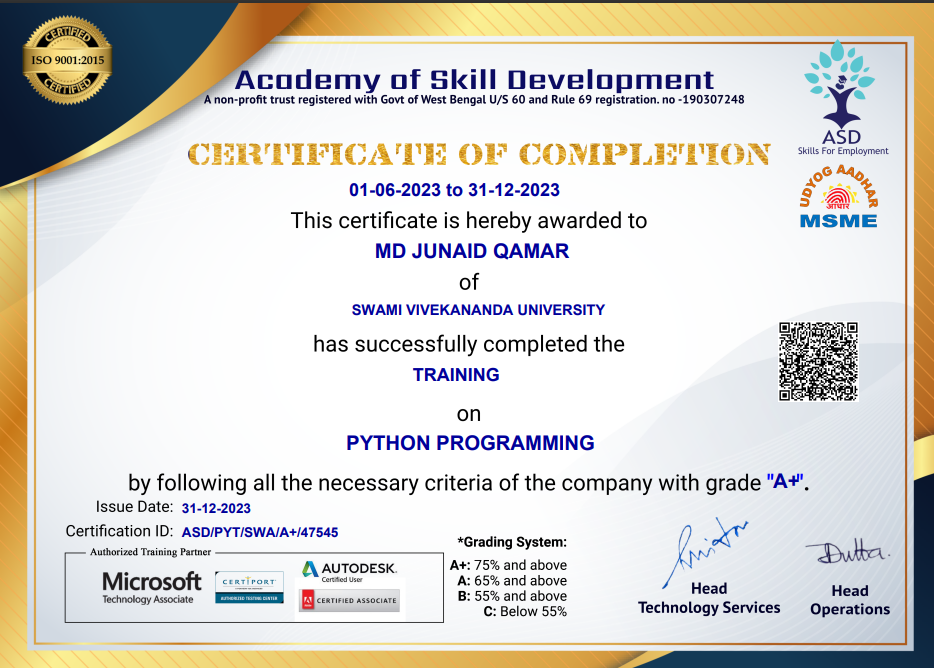 CERTIFIED
ISO 9001:2015
CERTIFIED
Academy of Skill Development
A non-profit trust registered with Govt of West Bengal U/S 60 and Rule 69 registration. no -190307248
ASD
Skills For Employment
CERTIFICATE OF COMPLETION
UDYOG AADHAR
आधार
MSME
01-06-2023 to 31-12-2023
This certificate is hereby awarded to
MD JUNAID QAMAR
of
SWAMI VIVEKANANDA UNIVERSITY
has successfully completed the
TRAINING
on
PYTHON PROGRAMMING
by following all the necessary criteria of the company with grade "A+".
Issue Date: 31-12-2023
Certification ID: ASD/PYT/SWA/A+/47545
Authorized Training Partner
Microsoft
Technology Associate
CERTIPORT
AUTHORIZED TESTING CENTER
AUTODESK.
Certified User
CERTIFIED ASSOCIATE
*Grading System:
A+: 75% and above
A: 65% and above
B: 55% and above
C: Below 55%
Head
Technology Services
Dutta.
Head
Operations